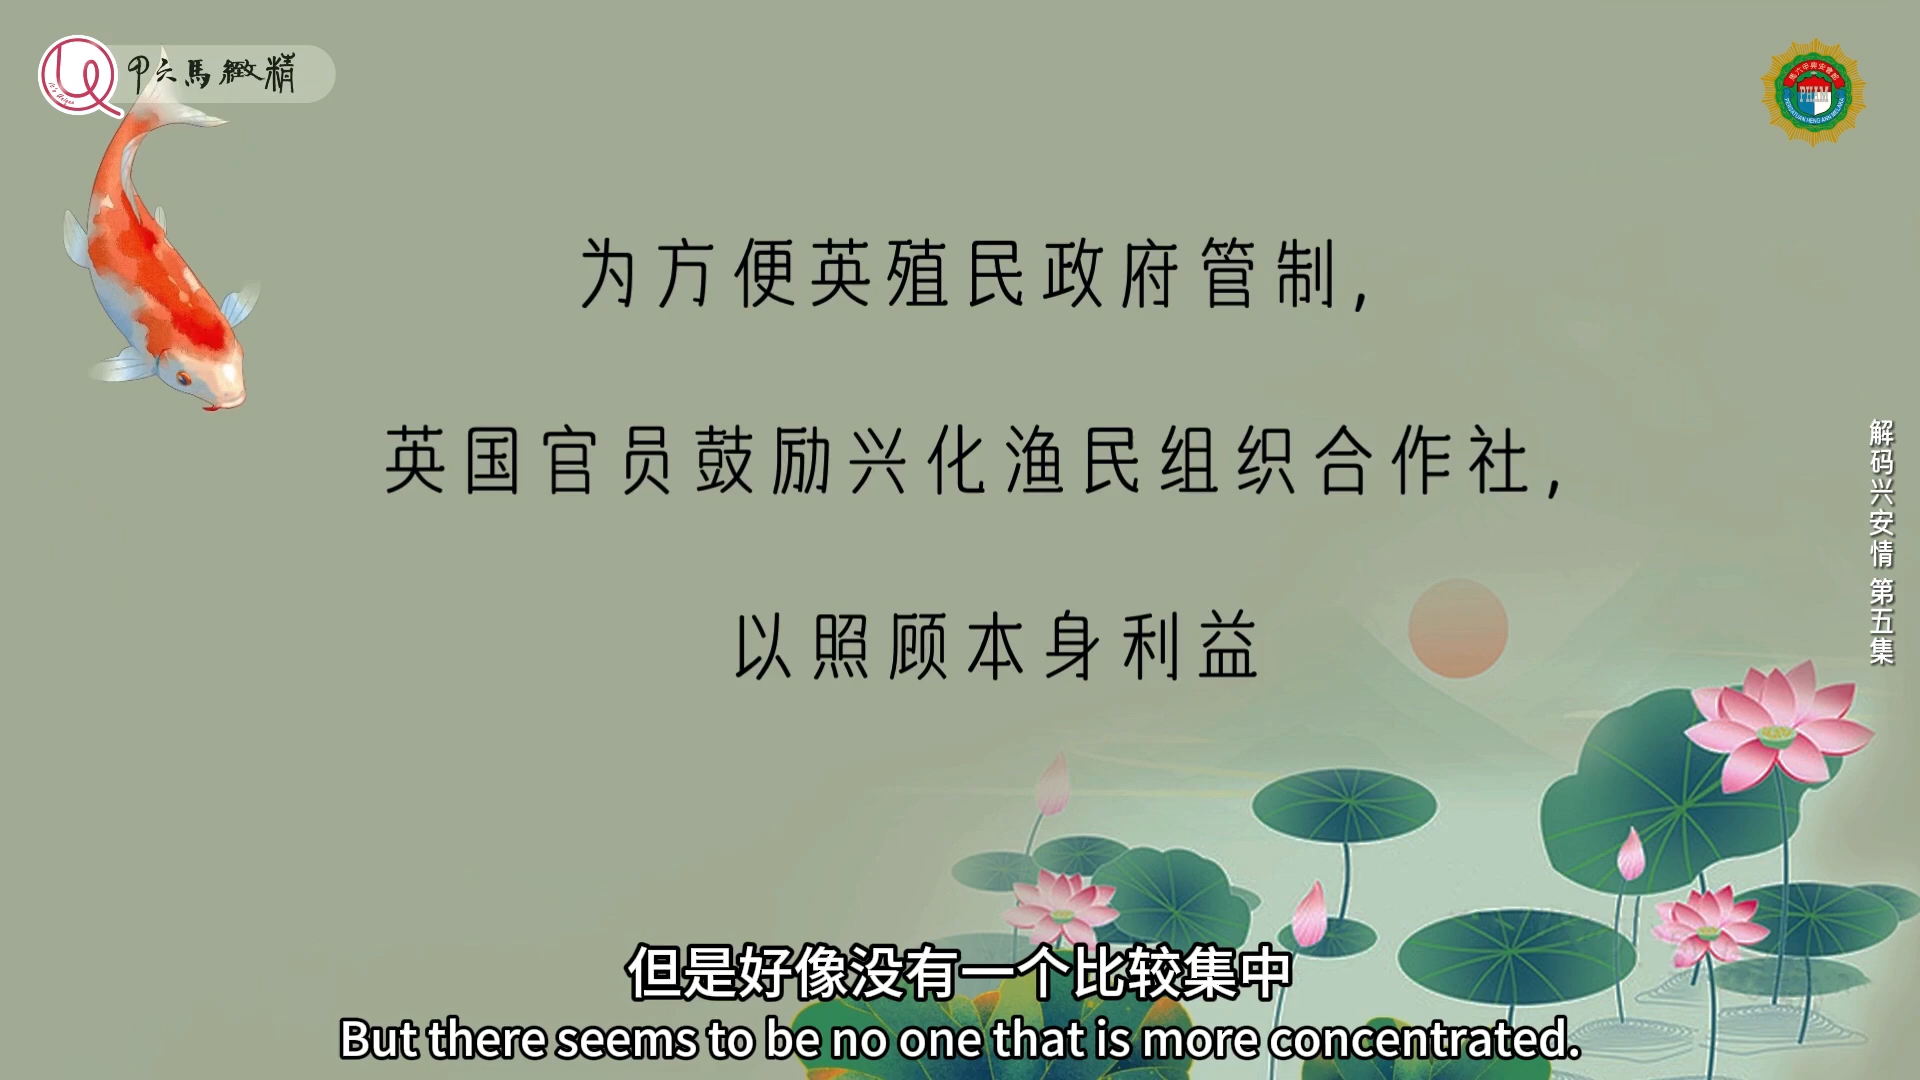 甲六馬緻精
为方便英殖民政府管制，
英国官员鼓励兴化渔民组织合作社，
以照顾本身利益
解码兴安情 第五集
但是好像没有一个比较集中
But there seems to be no one that is more concentrated.